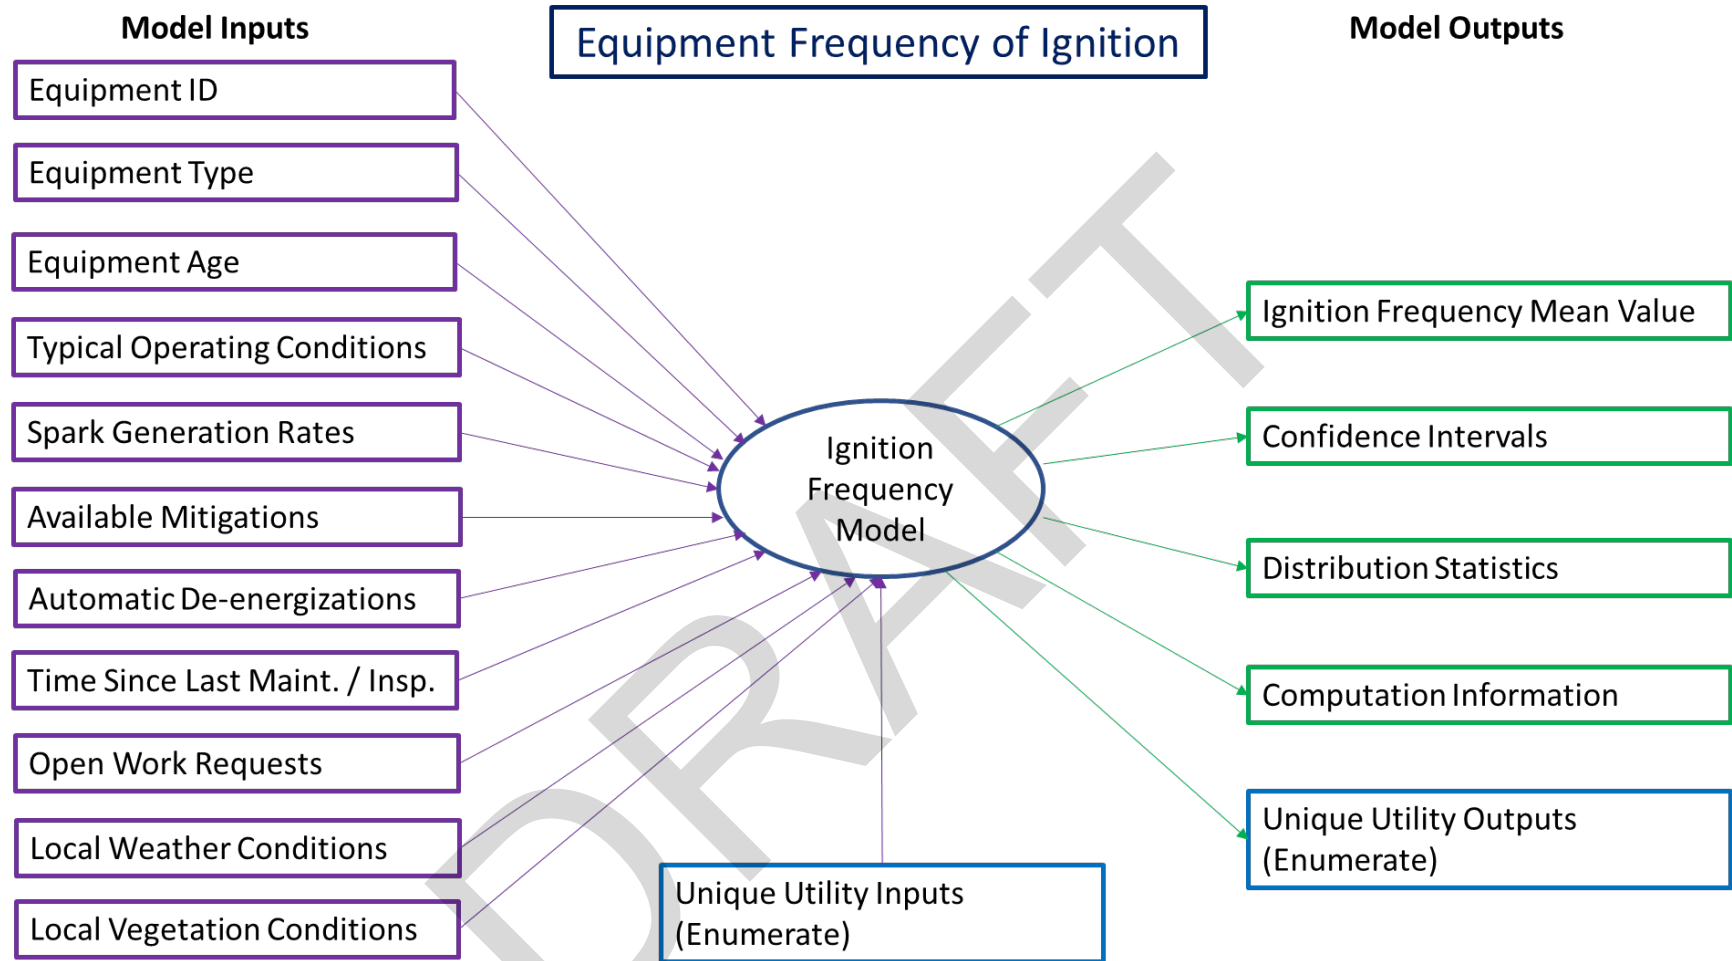 Model Inputs
Equipment Frequency of Ignition
Model Outputs
Equipment ID
Equipment Type
Equipment Age
Typical Operating Conditions
Spark Generation Rates
Available Mitigations
Automatic De-energizations
Time Since Last Maint. / Insp.
Open Work Requests
Local Weather Conditions
Local Vegetation Conditions
Ignition
Frequency
Model
Unique Utility Inputs
(Enumerate)
Ignition Frequency Mean Value
Confidence Intervals
Distribution Statistics
Computation Information
Unique Utility Outputs
(Enumerate)
DRAFT